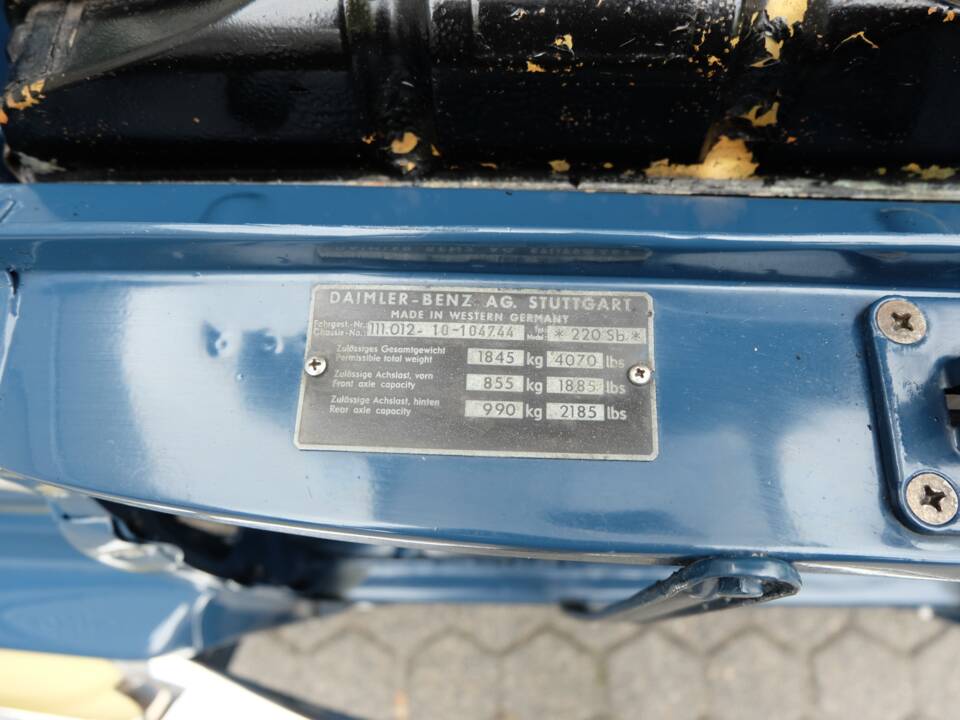 DAIMLER-BENZ AG. STUTTGART
MADE IN WESTERN GERMANY
Fahrgest.-Nr. 111.012-10-104744 Typ * 220 Sb *
Chassis-No. Model
Zulässiges Gesamtgewicht
Permissible total weight 1845 kg 4070 lbs
Zulässige Achslast, vorn
Front axle capacity 855 kg 1885 lbs
Zulässige Achslast, hinten
Rear axle capacity 990 kg 2185 lbs